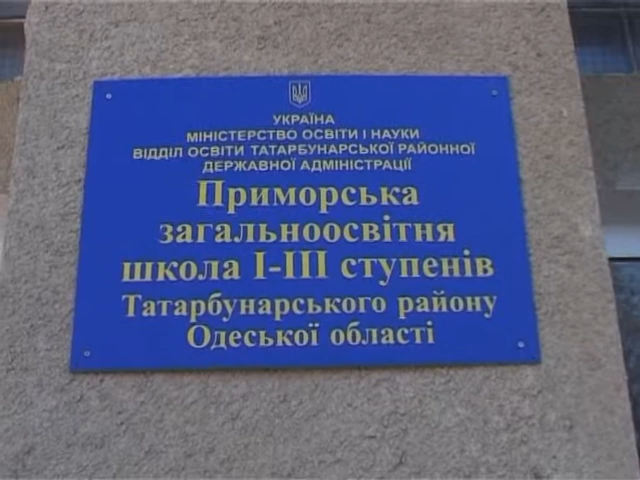 УКРАЇНА
МІНІСТЕРСТВО ОСВІТИ І НАУКИ
ВІДДІЛ ОСВІТИ ТАТАРБУНАРСЬКОЇ РАЙОННОЇ
ДЕРЖАВНОЇ АДМІНІСТРАЦІЇ
Приморська
загальноосвітня
школа І-ІІІ ступенів
Татарбунарського району
Одеської області